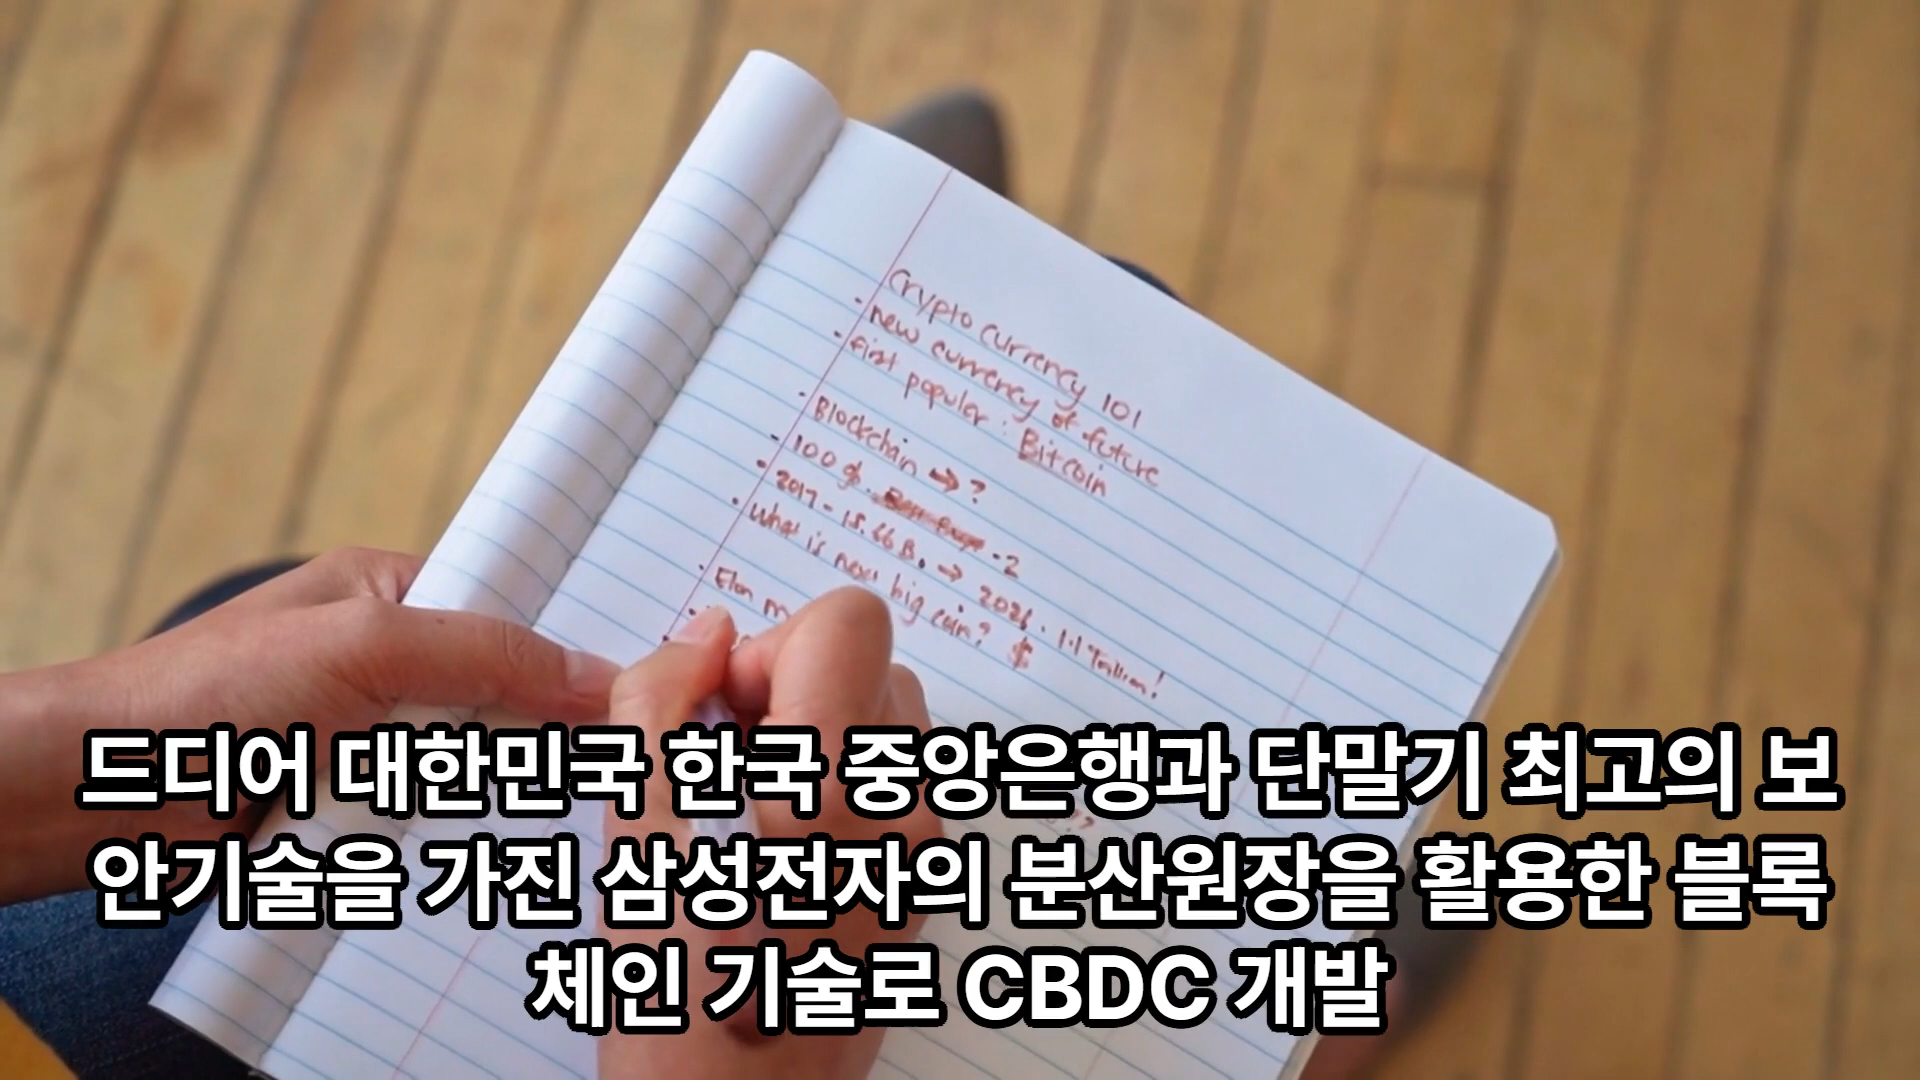 Crypto currency 101
- new currency of future
- first popular : Bitcoin
- Blockchain → ?
- 100
- 2017 - 15.66 B. → 2021. 1.1 Trillion!
- What is next big coin? $
- Elon m
드디어 대한민국 한국 중앙은행과 단말기 최고의 보
안기술을 가진 삼성전자의 분산원장을 활용한 블록
체인 기술로 CBDC 개발